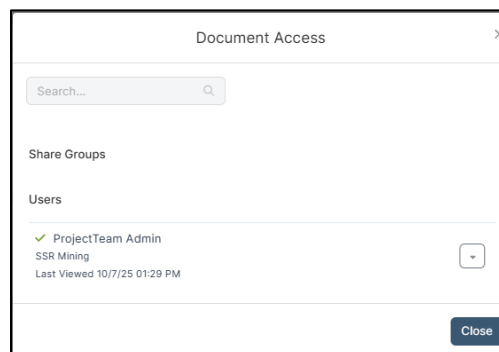 Document Access
Search...
Share Groups
Users
ProjectTeam Admin
SSR Mining
Last Viewed 10/7/25 01:29 PM
Close